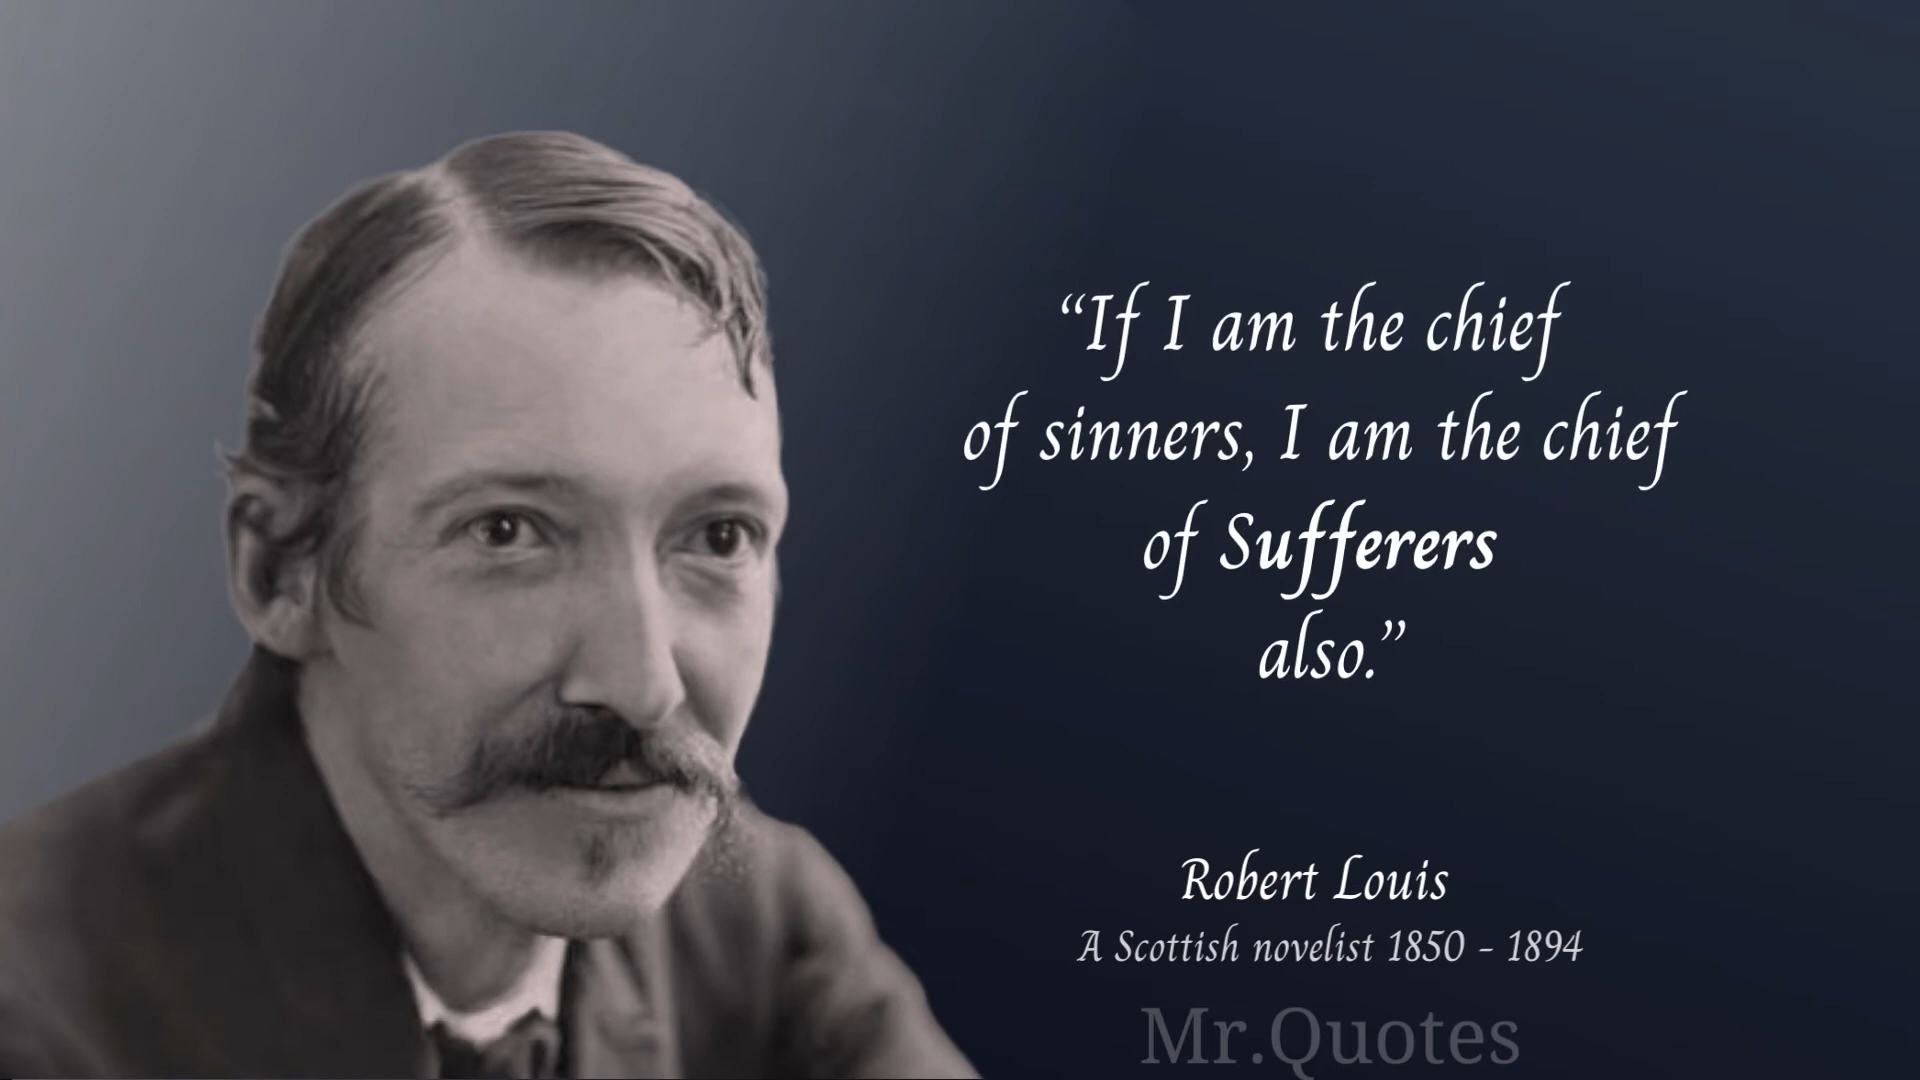 “If I am the chief
of sinners, I am the chief
of Sufferers
also.”
Robert Louis
A Scottish novelist 1850 - 1894
Mr.Quotes